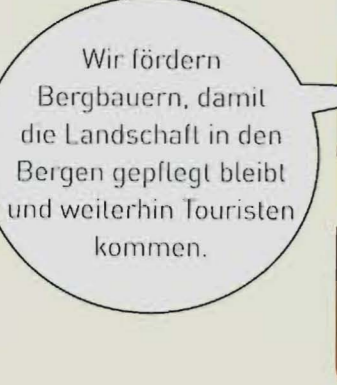 Wir fördern
Bergbauern, damit
die Landschaft in den
Bergen gepflegt bleibt
und weiterhin Touristen
kommen.